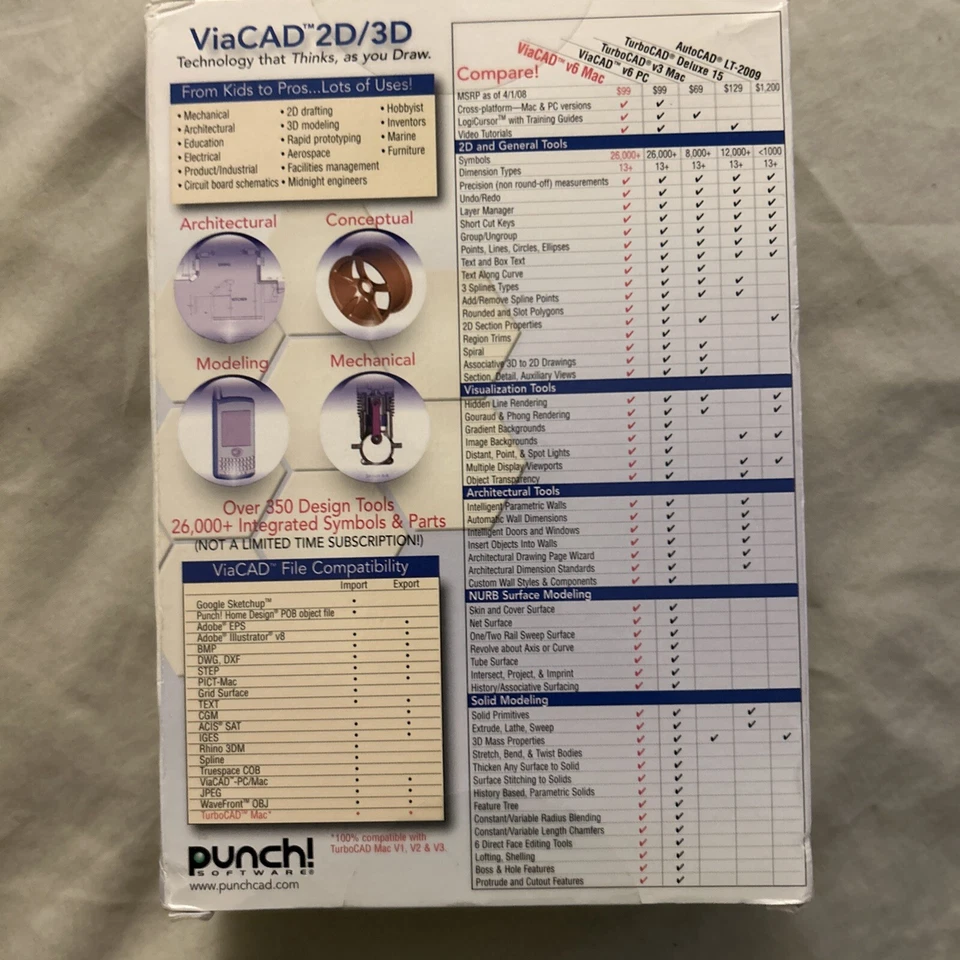 ViaCAD™ 2D/3D
Technology that Thinks, as you Draw.
From Kids to Pros...Lots of Uses!
• Mechanical
• Architectural
• Education
• Electrical
• Product/Industrial
• Circuit board schematics
• 2D drafting
• 3D modeling
• Rapid prototyping
• Aerospace
• Facilities management
• Midnight engineers
• Hobbyist
• Inventors
• Marine
• Furniture
Architectural
Conceptual
Modeling
Mechanical
Over 350 Design Tools
26,000+ Integrated Symbols & Parts
(NOT A LIMITED TIME SUBSCRIPTION!)
ViaCAD™ File Compatibility
Import Export
Google Sketchup™
Punch! Home Design® POB object file
Adobe® EPS
Adobe® Illustrator® v8
BMP
DWG, DXF
STEP
PICT-Mac
Grid Surface
TEXT
CGM
ACIS® SAT
IGES
Rhino 3DM
Spline
Truespace COB
ViaCAD™-PC/Mac
JPEG
WaveFront™ OBJ
TurboCAD™ Mac*
punch!
SOFTWARE®
www.punchcad.com
*100% compatible with
TurboCAD Mac V1, V2 & V3.
Compare!
ViaCAD™ v6 Mac
ViaCAD™ v6 PC
TurboCAD® v3 Mac
TurboCAD® Deluxe 15
AutoCAD® LT-2009
MSRP as of 4/1/08 $99 $99 $69 $129 $1,200
Cross-platform—Mac & PC versions
LogiCursor™ with Training Guides
Video Tutorials
2D and General Tools
Symbols 26,000+ 26,000+ 8,000+ 12,000+ <1000
Dimension Types 13+ 13+ 13+ 13+ 13+
Precision (non round-off) measurements
Undo/Redo
Layer Manager
Short Cut Keys
Group/Ungroup
Points, Lines, Circles, Ellipses
Text and Box Text
Text Along Curve
3 Splines Types
Add/Remove Spline Points
Rounded and Slot Polygons
2D Section Properties
Region Trims
Spiral
Associative 3D to 2D Drawings
Section, Detail, Auxiliary Views
Visualization Tools
Hidden Line Rendering
Gouraud & Phong Rendering
Gradient Backgrounds
Image Backgrounds
Distant, Point, & Spot Lights
Multiple Display Viewports
Object Transparency
Architectural Tools
Intelligent Parametric Walls
Automatic Wall Dimensions
Intelligent Doors and Windows
Insert Objects Into Walls
Architectural Drawing Page Wizard
Architectural Dimension Standards
Custom Wall Styles & Components
NURB Surface Modeling
Skin and Cover Surface
Net Surface
One/Two Rail Sweep Surface
Revolve about Axis or Curve
Tube Surface
Intersect, Project, & Imprint
History/Associative Surfacing
Solid Modeling
Solid Primitives
Extrude, Lathe, Sweep
3D Mass Properties
Stretch, Bend, & Twist Bodies
Thicken Any Surface to Solid
Surface Stitching to Solids
History Based, Parametric Solids
Feature Tree
Constant/Variable Radius Blending
Constant/Variable Length Chamfers
6 Direct Face Editing Tools
Lofting, Shelling
Boss & Hole Features
Protrude and Cutout Features